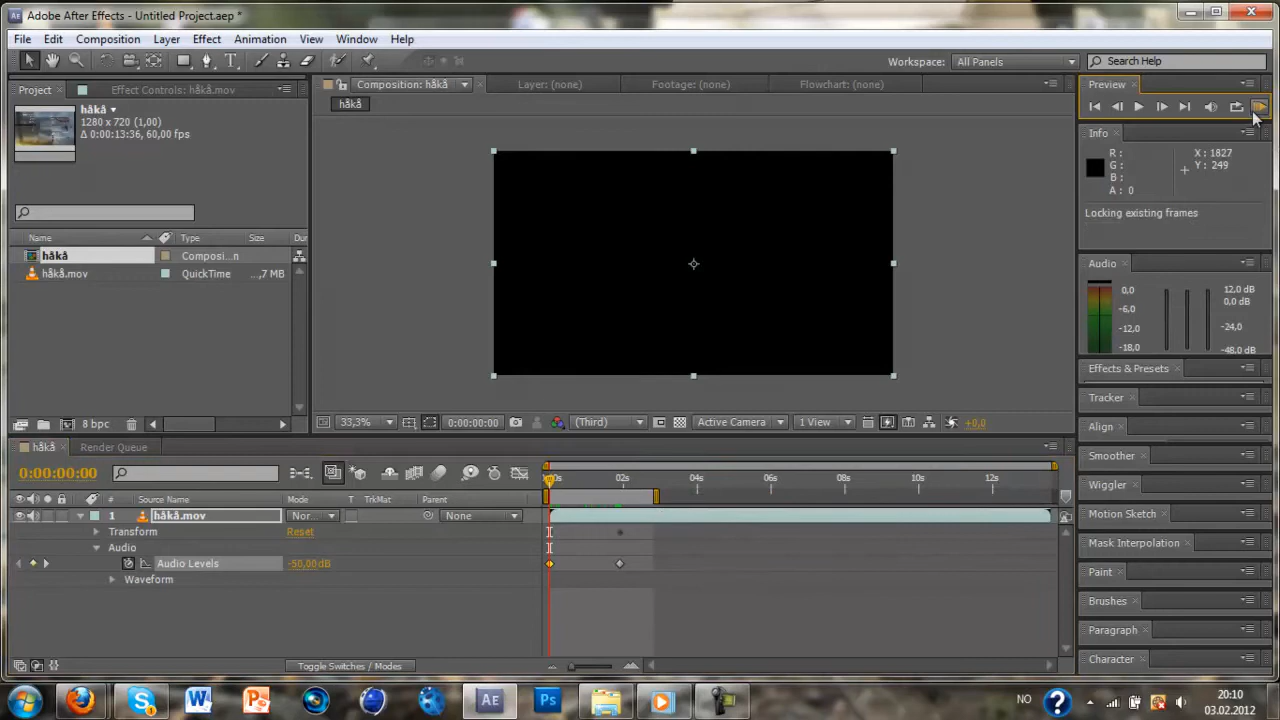 Adobe After Effects - Untitled Project.aep *
File Edit Composition Layer Effect Animation View Window Help
Workspace: All Panels Search Help
Project Effect Controls: håkå.mov
Composition: håkå Layer: (none) Footage: (none) Flowchart: (none)
Preview
håkå
1280 x 720 (1,00)
Δ 0:00:13:36, 60,00 fps
håkå
Info
R : X : 1827
G : Y : 249
B :
A : 0
Locking existing frames
Name Type Size Dur
håkå Composi...n
håkå.mov QuickTime ...,7 MB
Audio
0,0 12,0 dB
-6,0 0,0 dB
-12,0 -24,0
-18,0 -48,0 dB
Effects & Presets
Tracker
Align
Smoother
Wiggler
Motion Sketch
Mask Interpolation
Paint
Brushes
Paragraph
Character
8 bpc
33,3% 0:00:00:00 (Third) Active Camera 1 View +0,0
håkå Render Queue
0:00:00:00
02s 04s 06s 08s 10s 12s
# Source Name Mode T TrkMat Parent
1 håkå.mov Nor... None
Transform Reset
Audio
Audio Levels -50,00 dB
Waveform
Toggle Switches / Modes
W P AE Ps
NO 20:10
03.02.2012